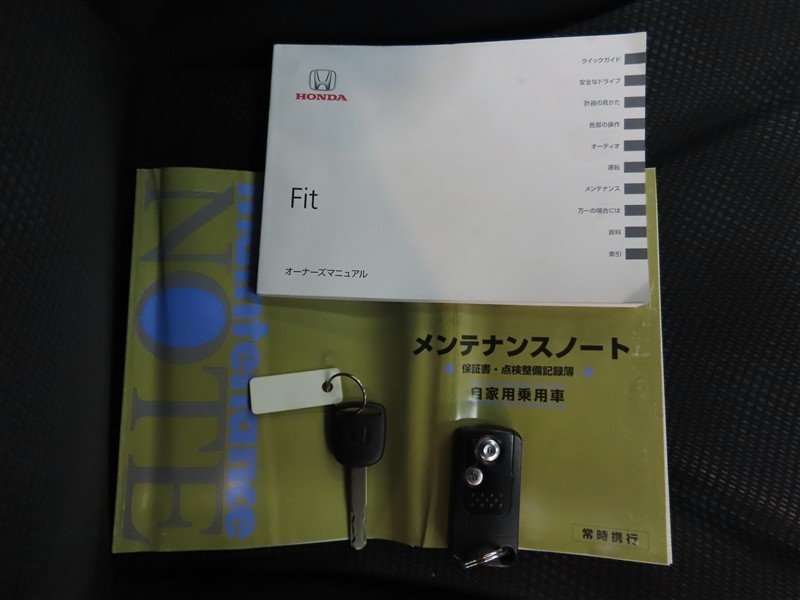 HONDA
Fit
オーナーズマニュアル
クイックガイド
安全なドライブ
計器の見かた
各部の操作
オーディオ
運転
メンテナンス
万一の場合には
資料
索引
maintenance
NOTE
メンテナンスノート
保証書・点検整備記録簿
自家用乗用車
常時携行